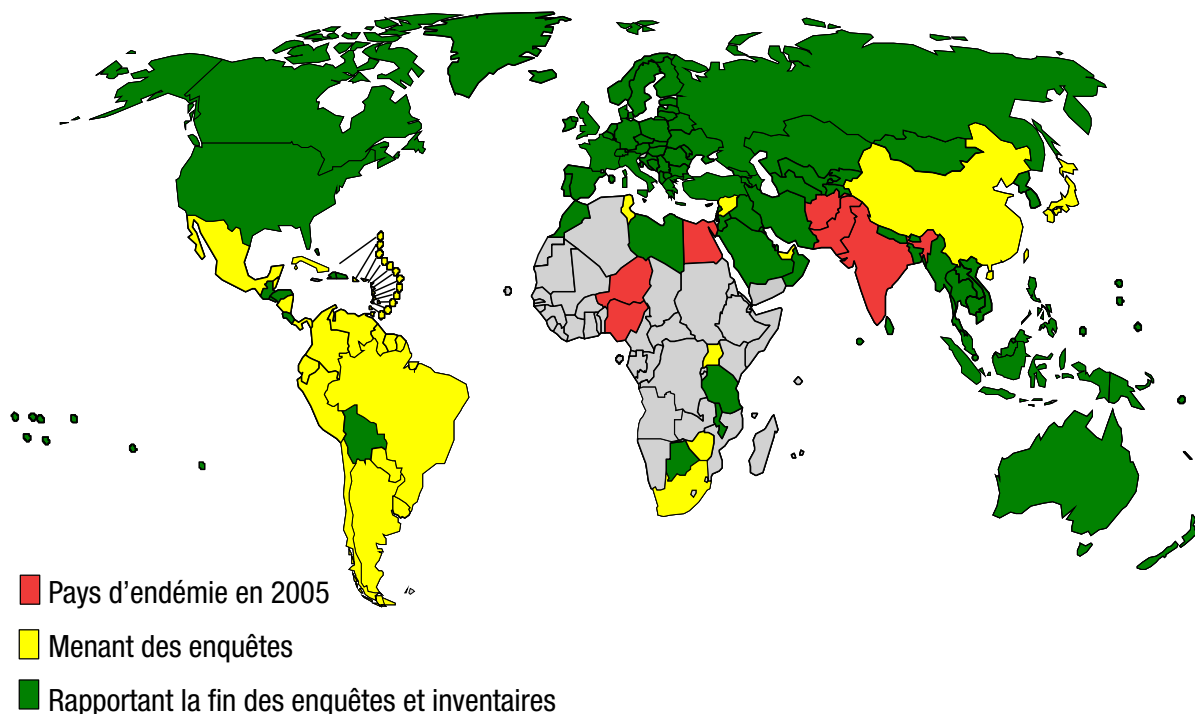 Pays d’endémie en 2005
Menant des enquêtes
Rapportant la fin des enquêtes et inventaires